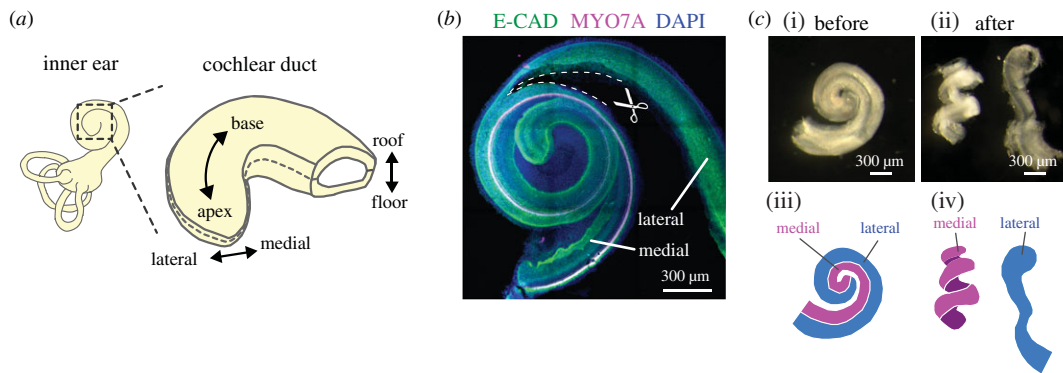 (a)
inner ear
cochlear duct
base
apex
roof
floor
lateral
medial
(b)
E-CAD MYO7A DAPI
lateral
medial
300 µm
(c)
(i) before
(ii) after
300 µm
300 µm
(iii)
medial
lateral
(iv)
medial
lateral